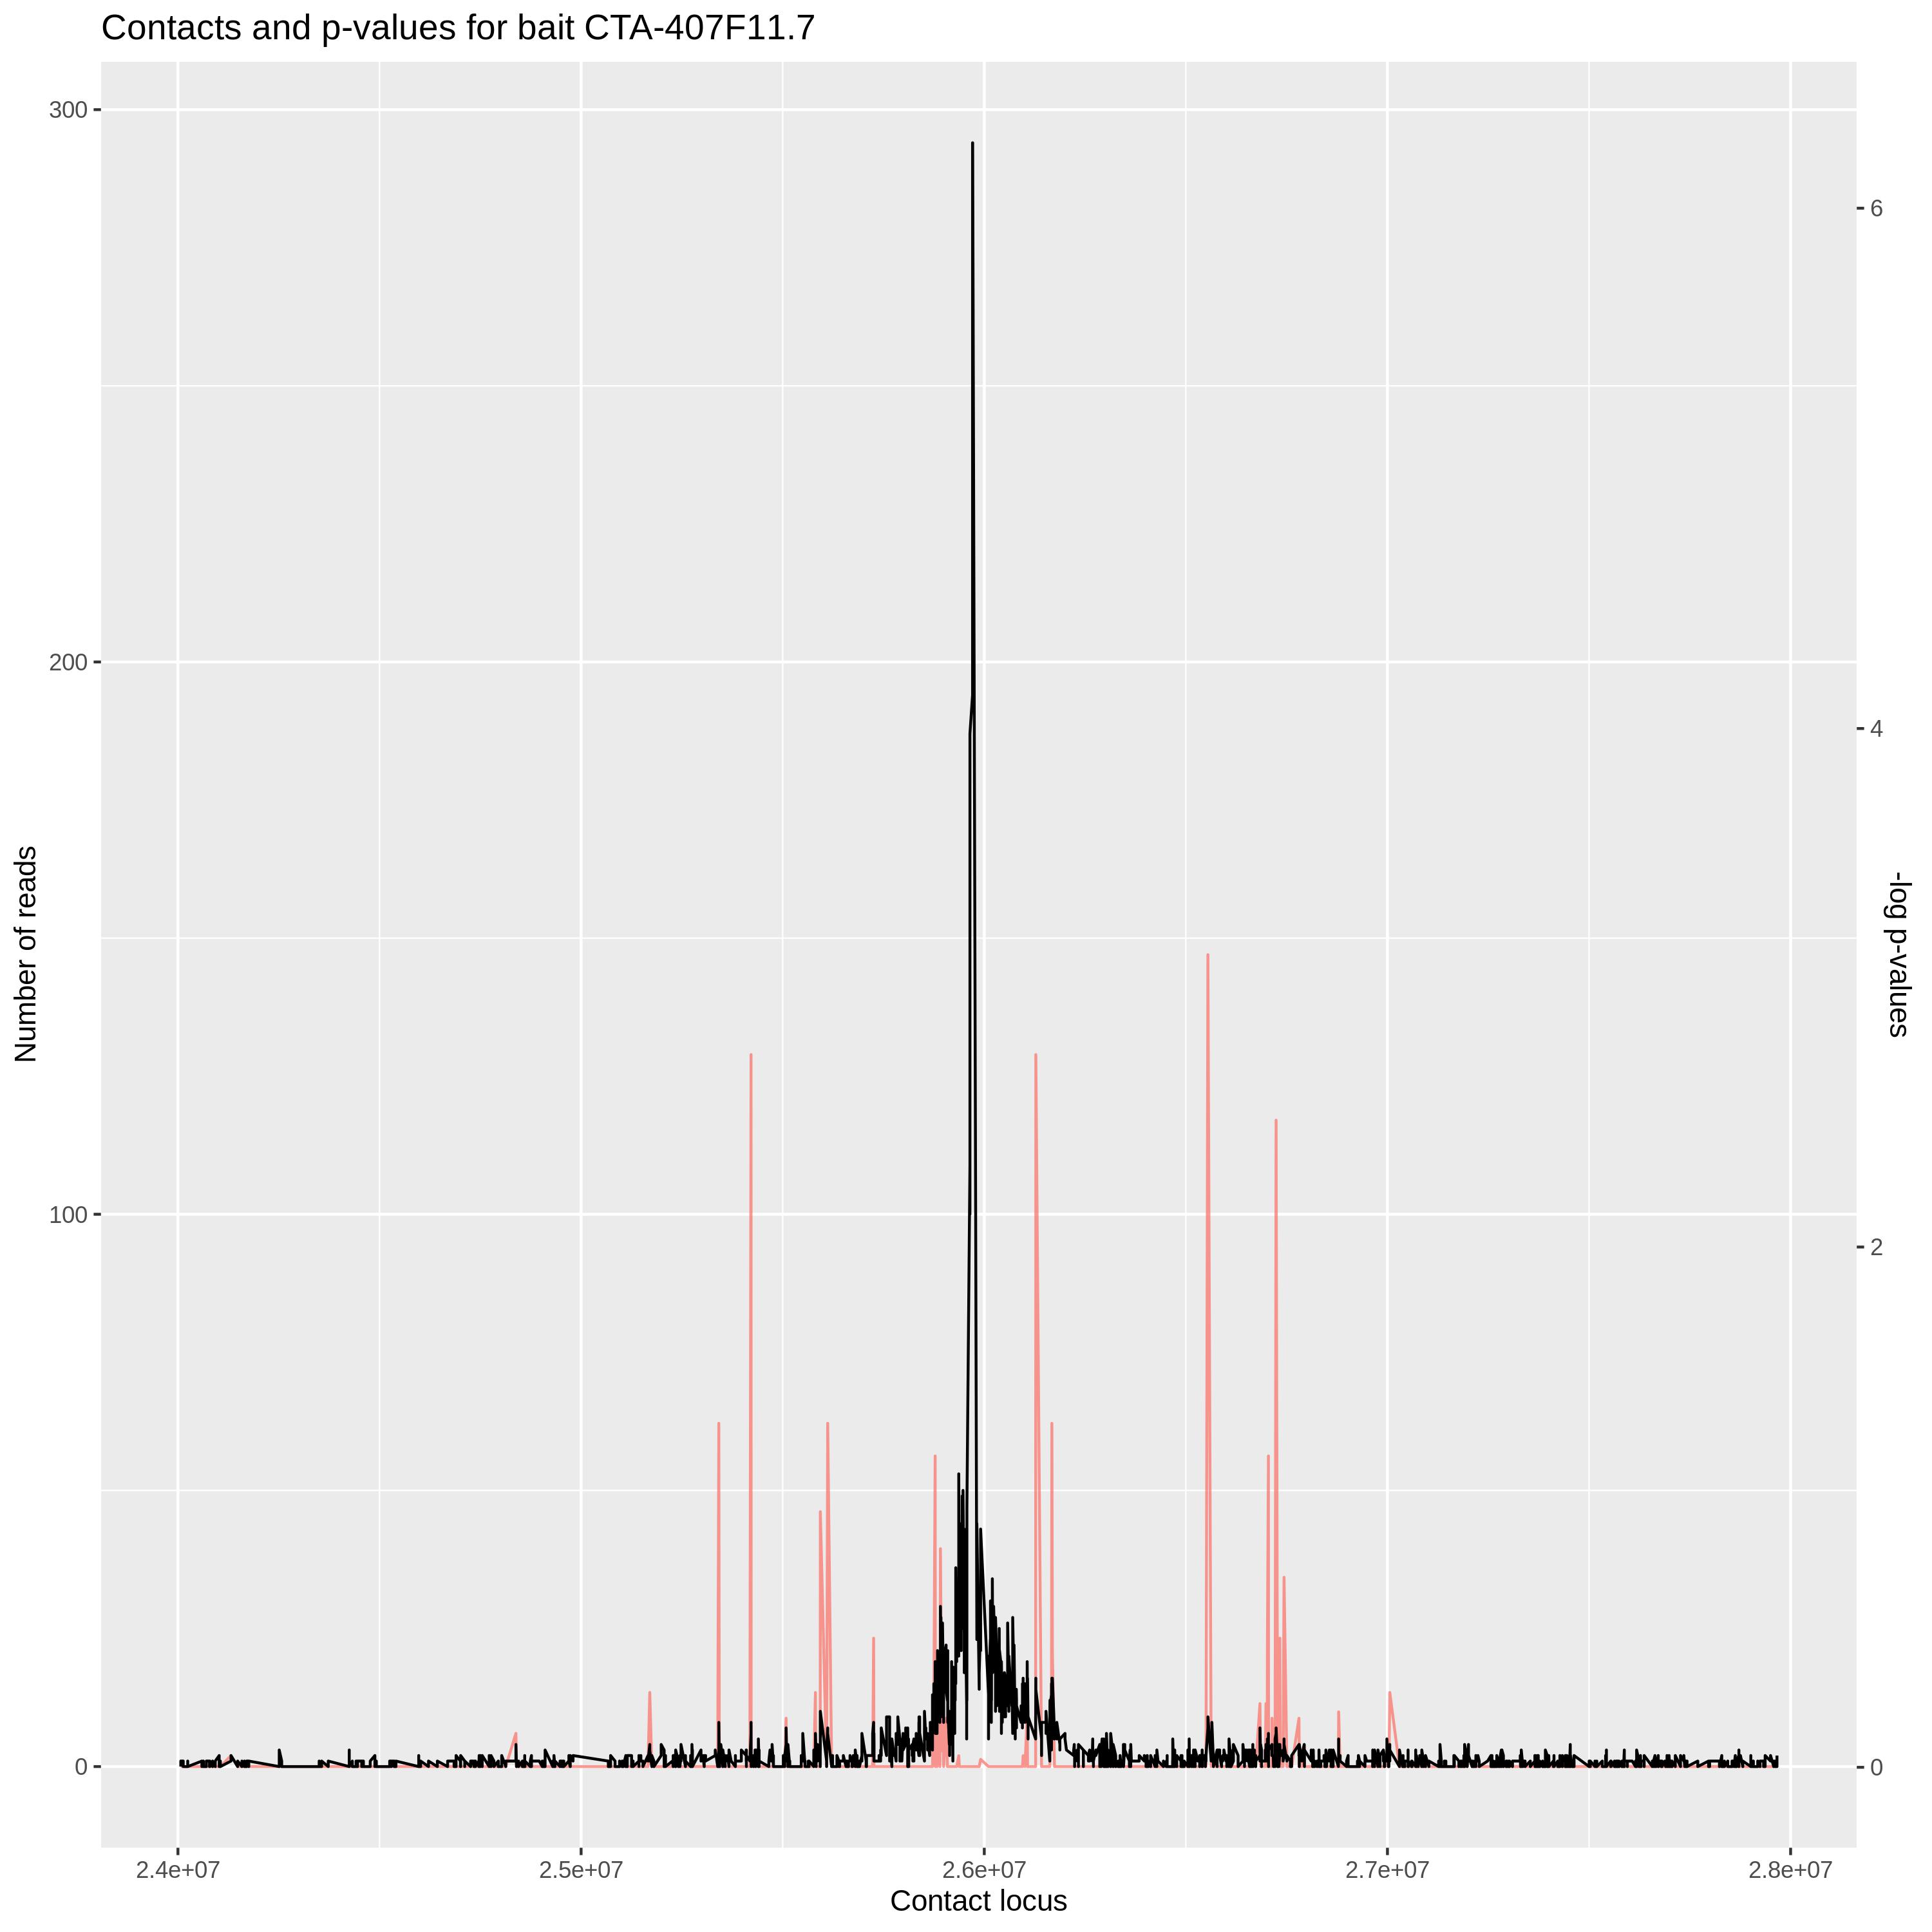 Contacts and p-values for bait CTA-407F11.7
300
200
100
0
Number of reads
6
4
2
0
-log p-values
2.4e+07 2.5e+07 2.6e+07 2.7e+07 2.8e+07
Contact locus